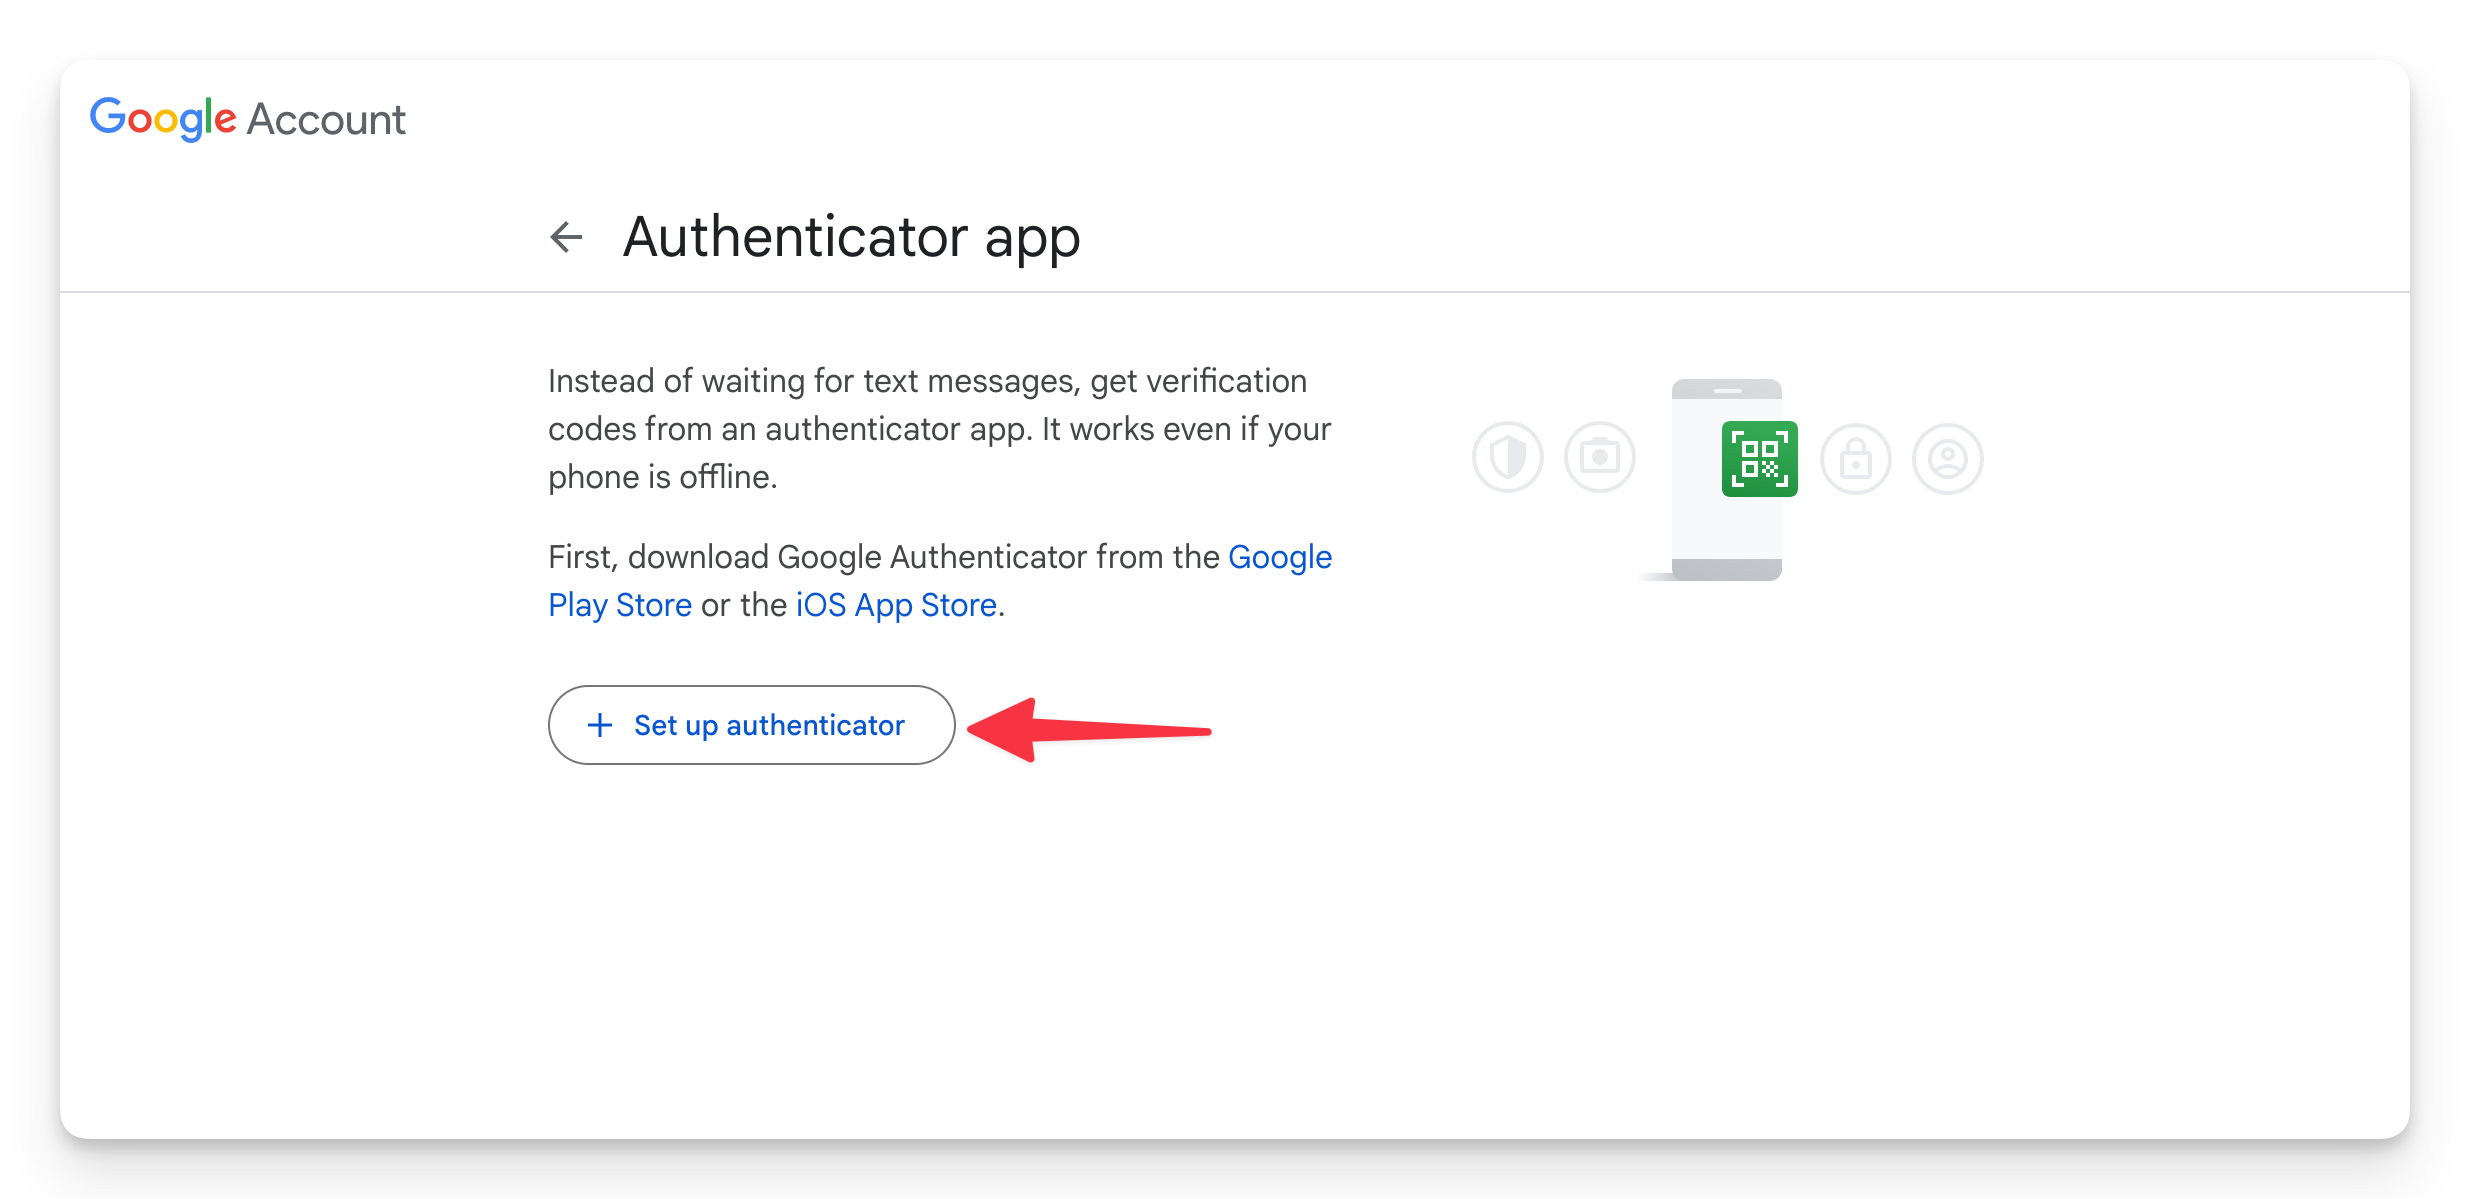 Google Account
Authenticator app
Instead of waiting for text messages, get verification
codes from an authenticator app. It works even if your
phone is offline.
First, download Google Authenticator from the Google
Play Store or the iOS App Store.
+ Set up authenticator